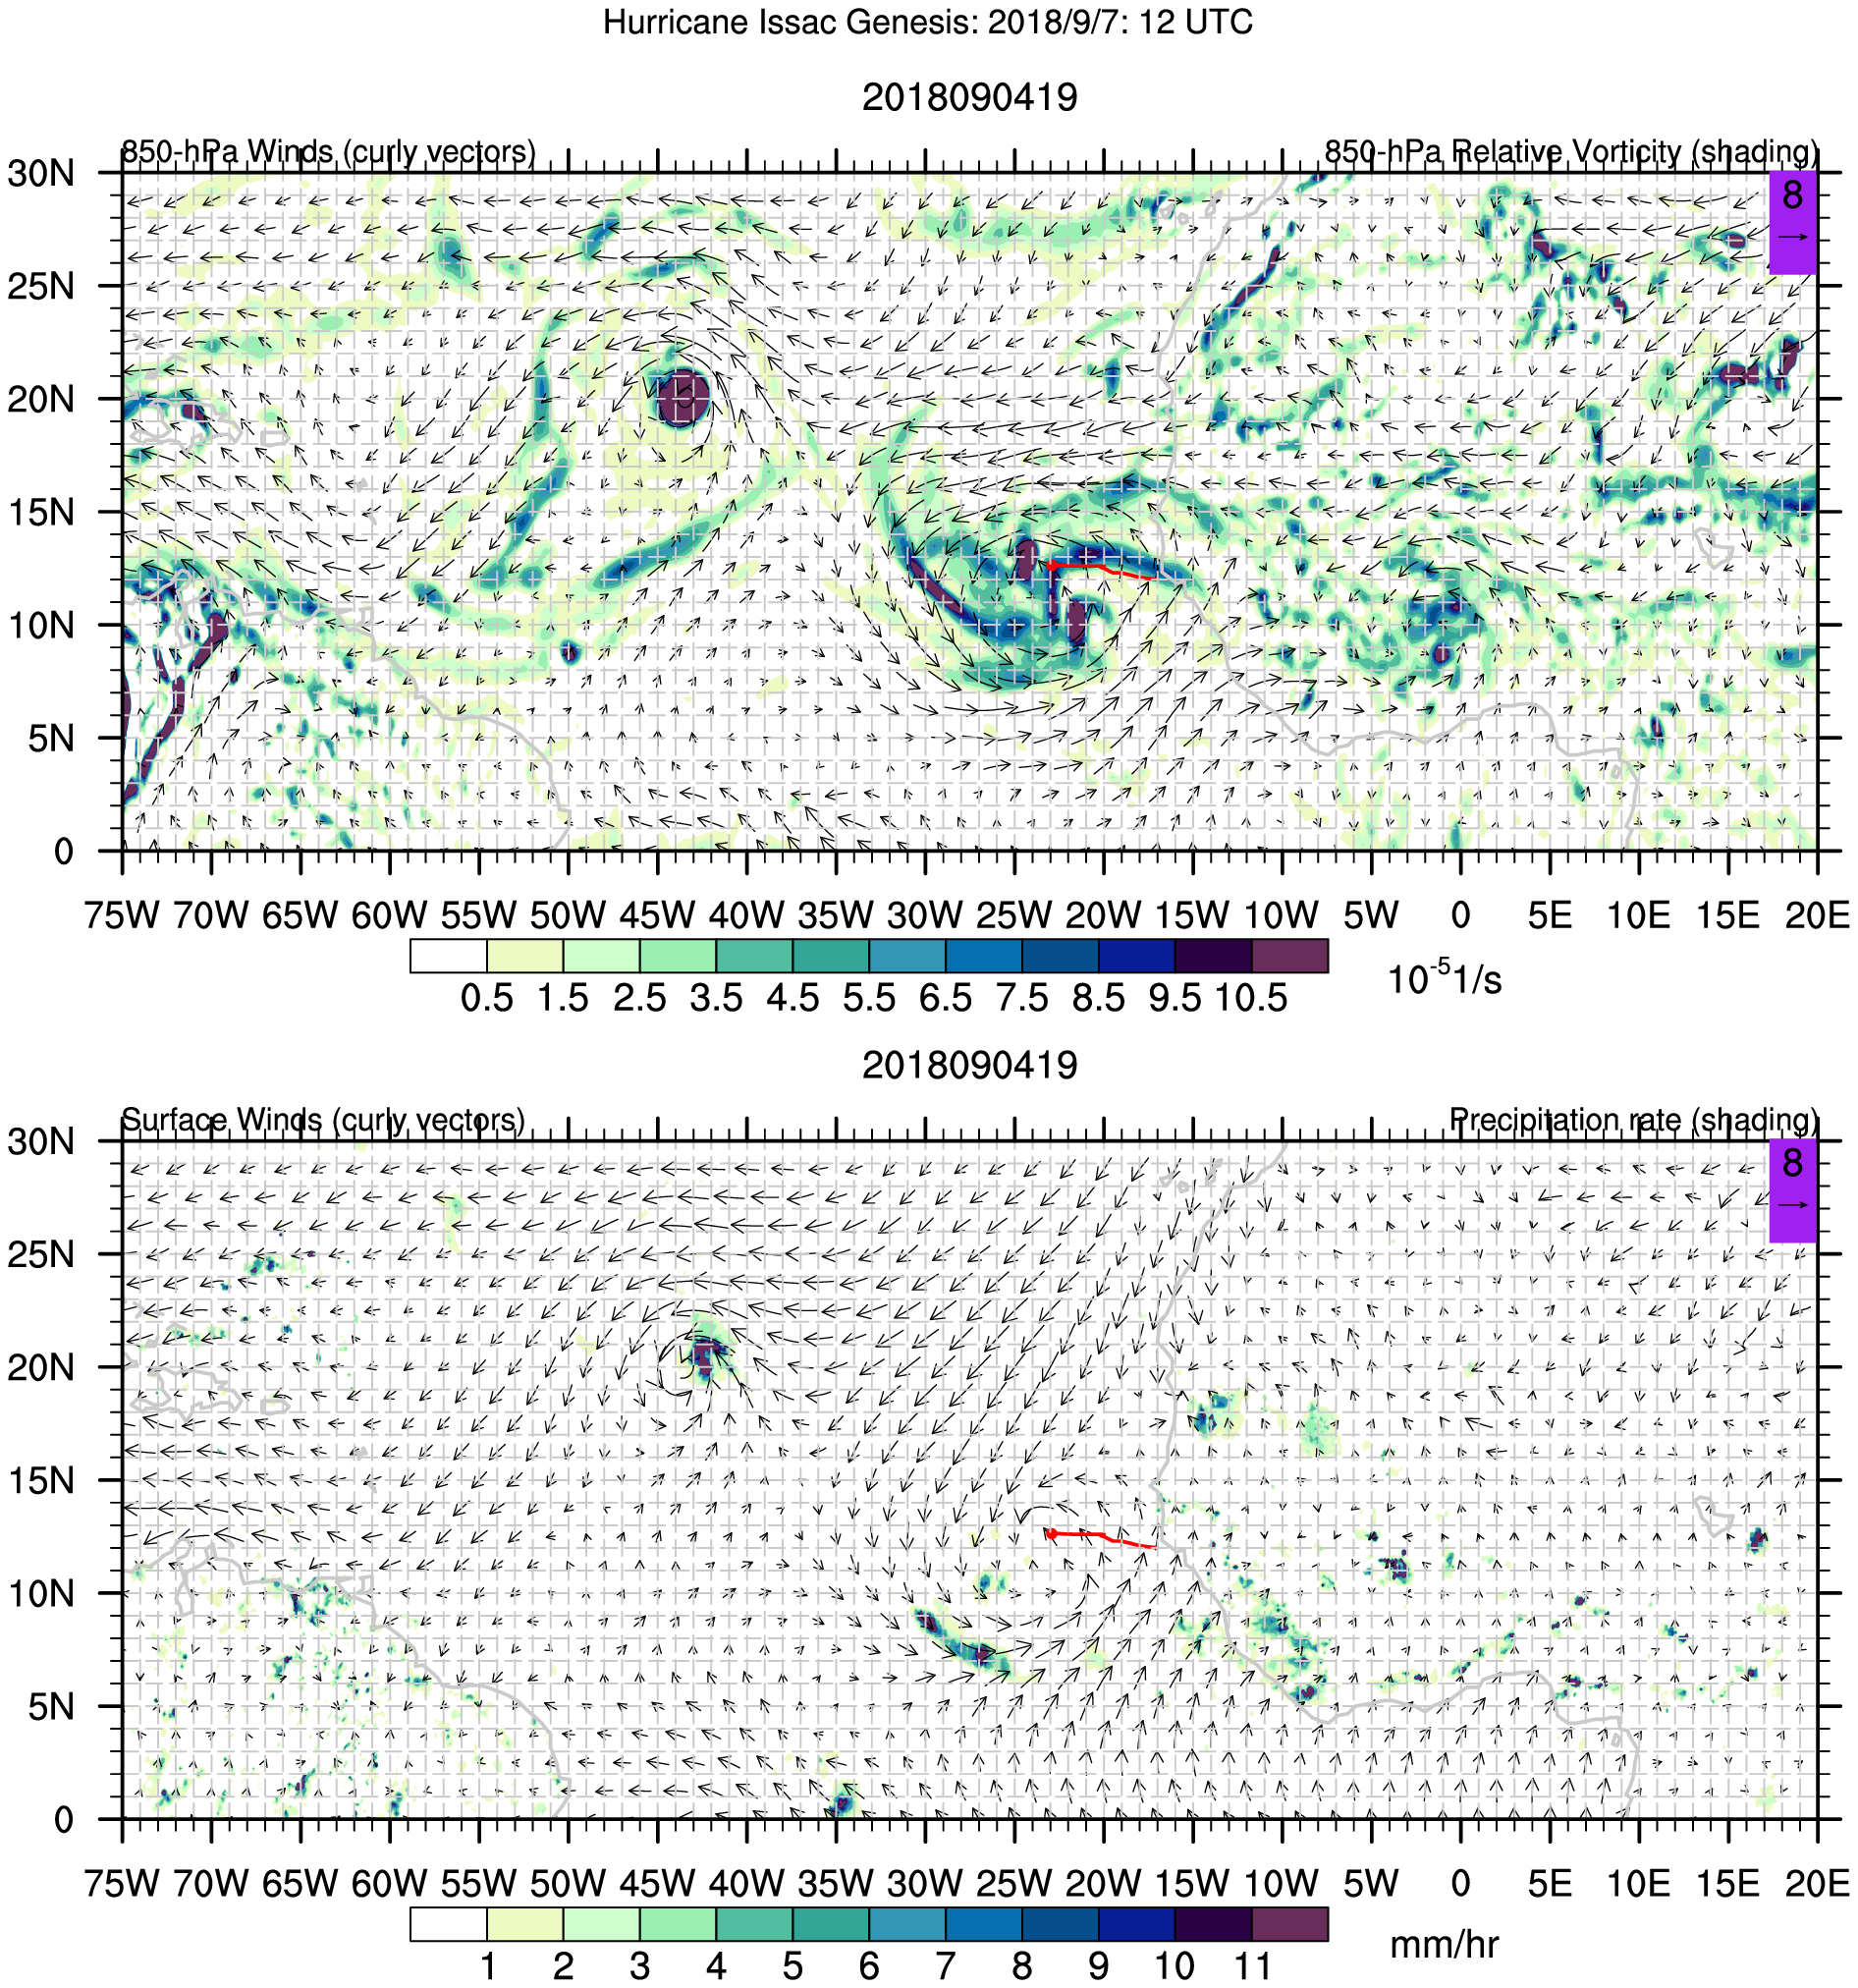 Hurricane Issac Genesis: 2018/9/7: 12 UTC
2018090419
850-hPa Winds (curly vectors) 850-hPa Relative Vorticity (shading)
8
30N
25N
20N
15N
10N
5N
0
75W 70W 65W 60W 55W 50W 45W 40W 35W 30W 25W 20W 15W 10W 5W 0 5E 10E 15E 20E
0.5 1.5 2.5 3.5 4.5 5.5 6.5 7.5 8.5 9.5 10.5
10⁻⁵1/s
2018090419
Surface Winds (curly vectors) Precipitation rate (shading)
8
30N
25N
20N
15N
10N
5N
0
75W 70W 65W 60W 55W 50W 45W 40W 35W 30W 25W 20W 15W 10W 5W 0 5E 10E 15E 20E
1 2 3 4 5 6 7 8 9 10 11
mm/hr